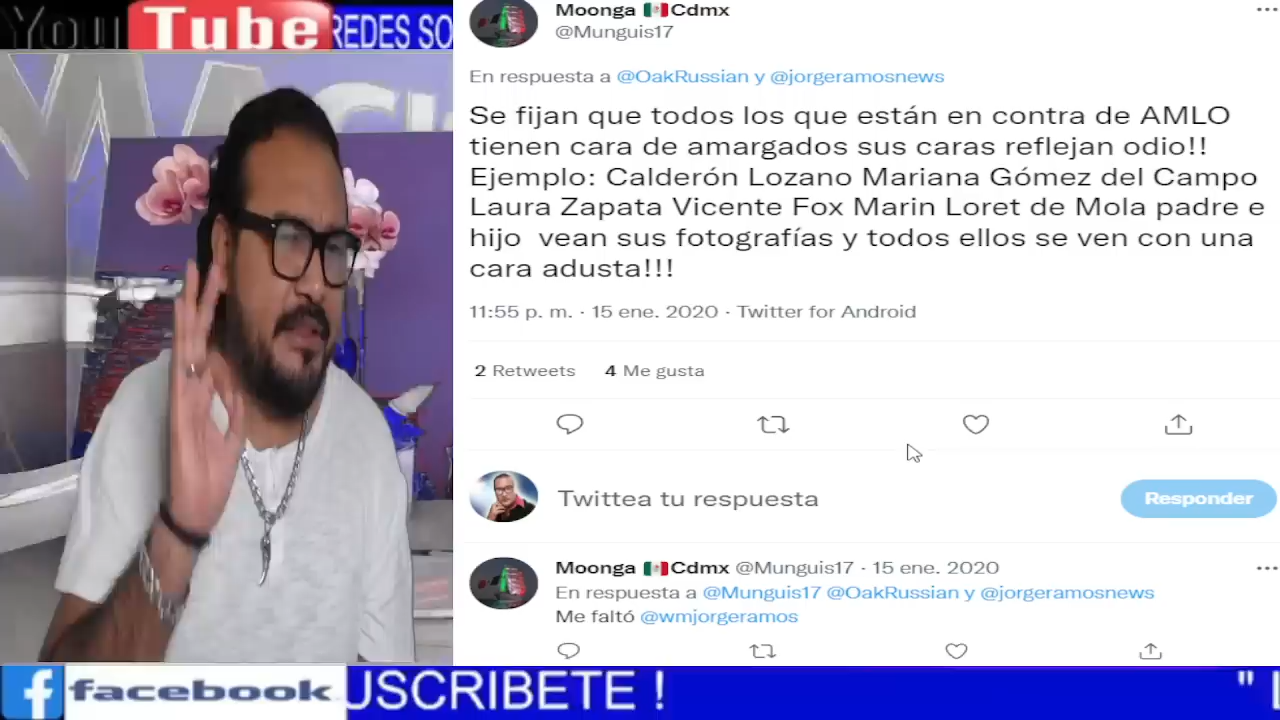 You Tube REDES SO
Moonga Cdmx
@Munguis17
En respuesta a @OakRussian y @jorgeramosnews
Se fijan que todos los que están en contra de AMLO
tienen cara de amargados sus caras reflejan odio!!
Ejemplo: Calderón Lozano Mariana Gómez del Campo
Laura Zapata Vicente Fox Marin Loret de Mola padre e
hijo vean sus fotografías y todos ellos se ven con una
cara adusta!!!
11:55 p. m. · 15 ene. 2020 · Twitter for Android
2 Retweets 4 Me gusta
Twittea tu respuesta
Responder
Moonga Cdmx @Munguis17 · 15 ene. 2020
En respuesta a @Munguis17 @OakRussian y @jorgeramosnews
Me faltó @wmjorgeramos
f facebook USCRIBETE ! "